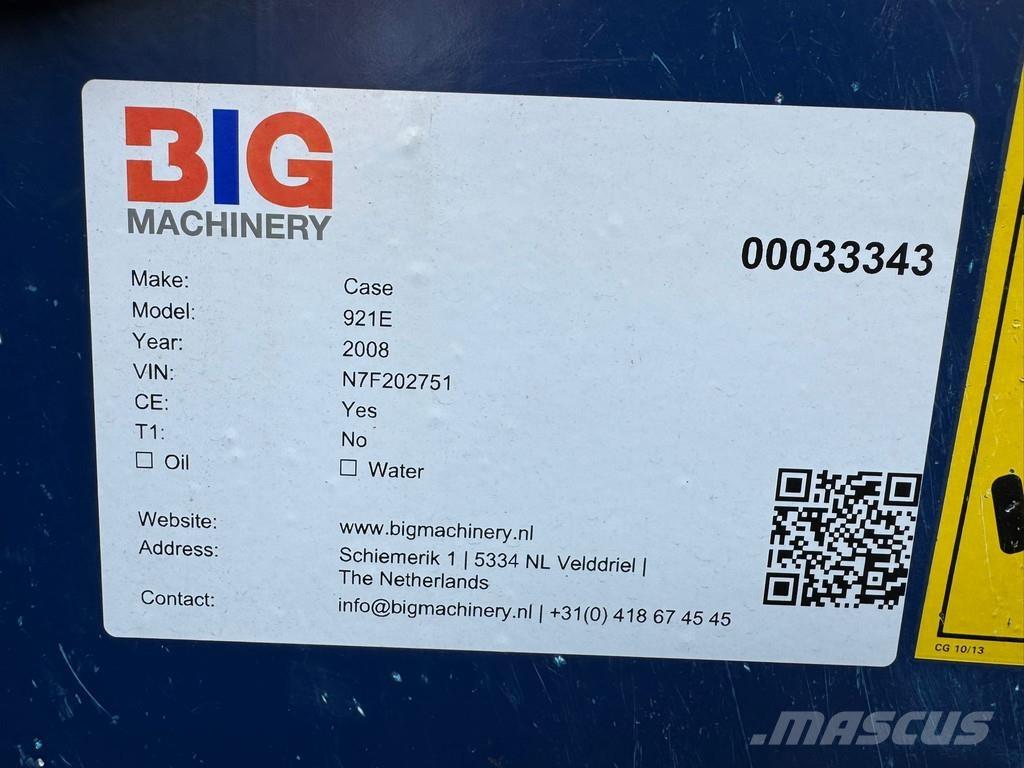 BIG
MACHINERY
00033343
Make: Case
Model: 921E
Year: 2008
VIN: N7F202751
CE: Yes
T1: No
☐ Oil ☐ Water
Website: www.bigmachinery.nl
Address: Schiemerik 1 | 5334 NL Velddriel |
The Netherlands
Contact: info@bigmachinery.nl | +31(0) 418 67 45 45
CG 10/13
.MASCUS